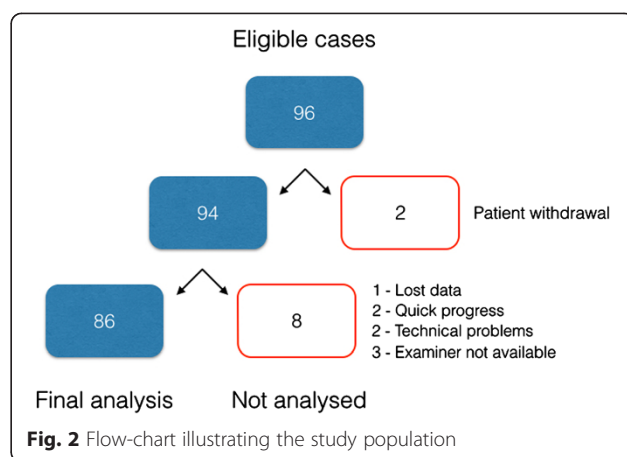 Eligible cases
96
94
2
Patient withdrawal
86
8
1 - Lost data
2 - Quick progress
2 - Technical problems
3 - Examiner not available
Final analysis
Not analysed
Fig. 2 Flow-chart illustrating the study population